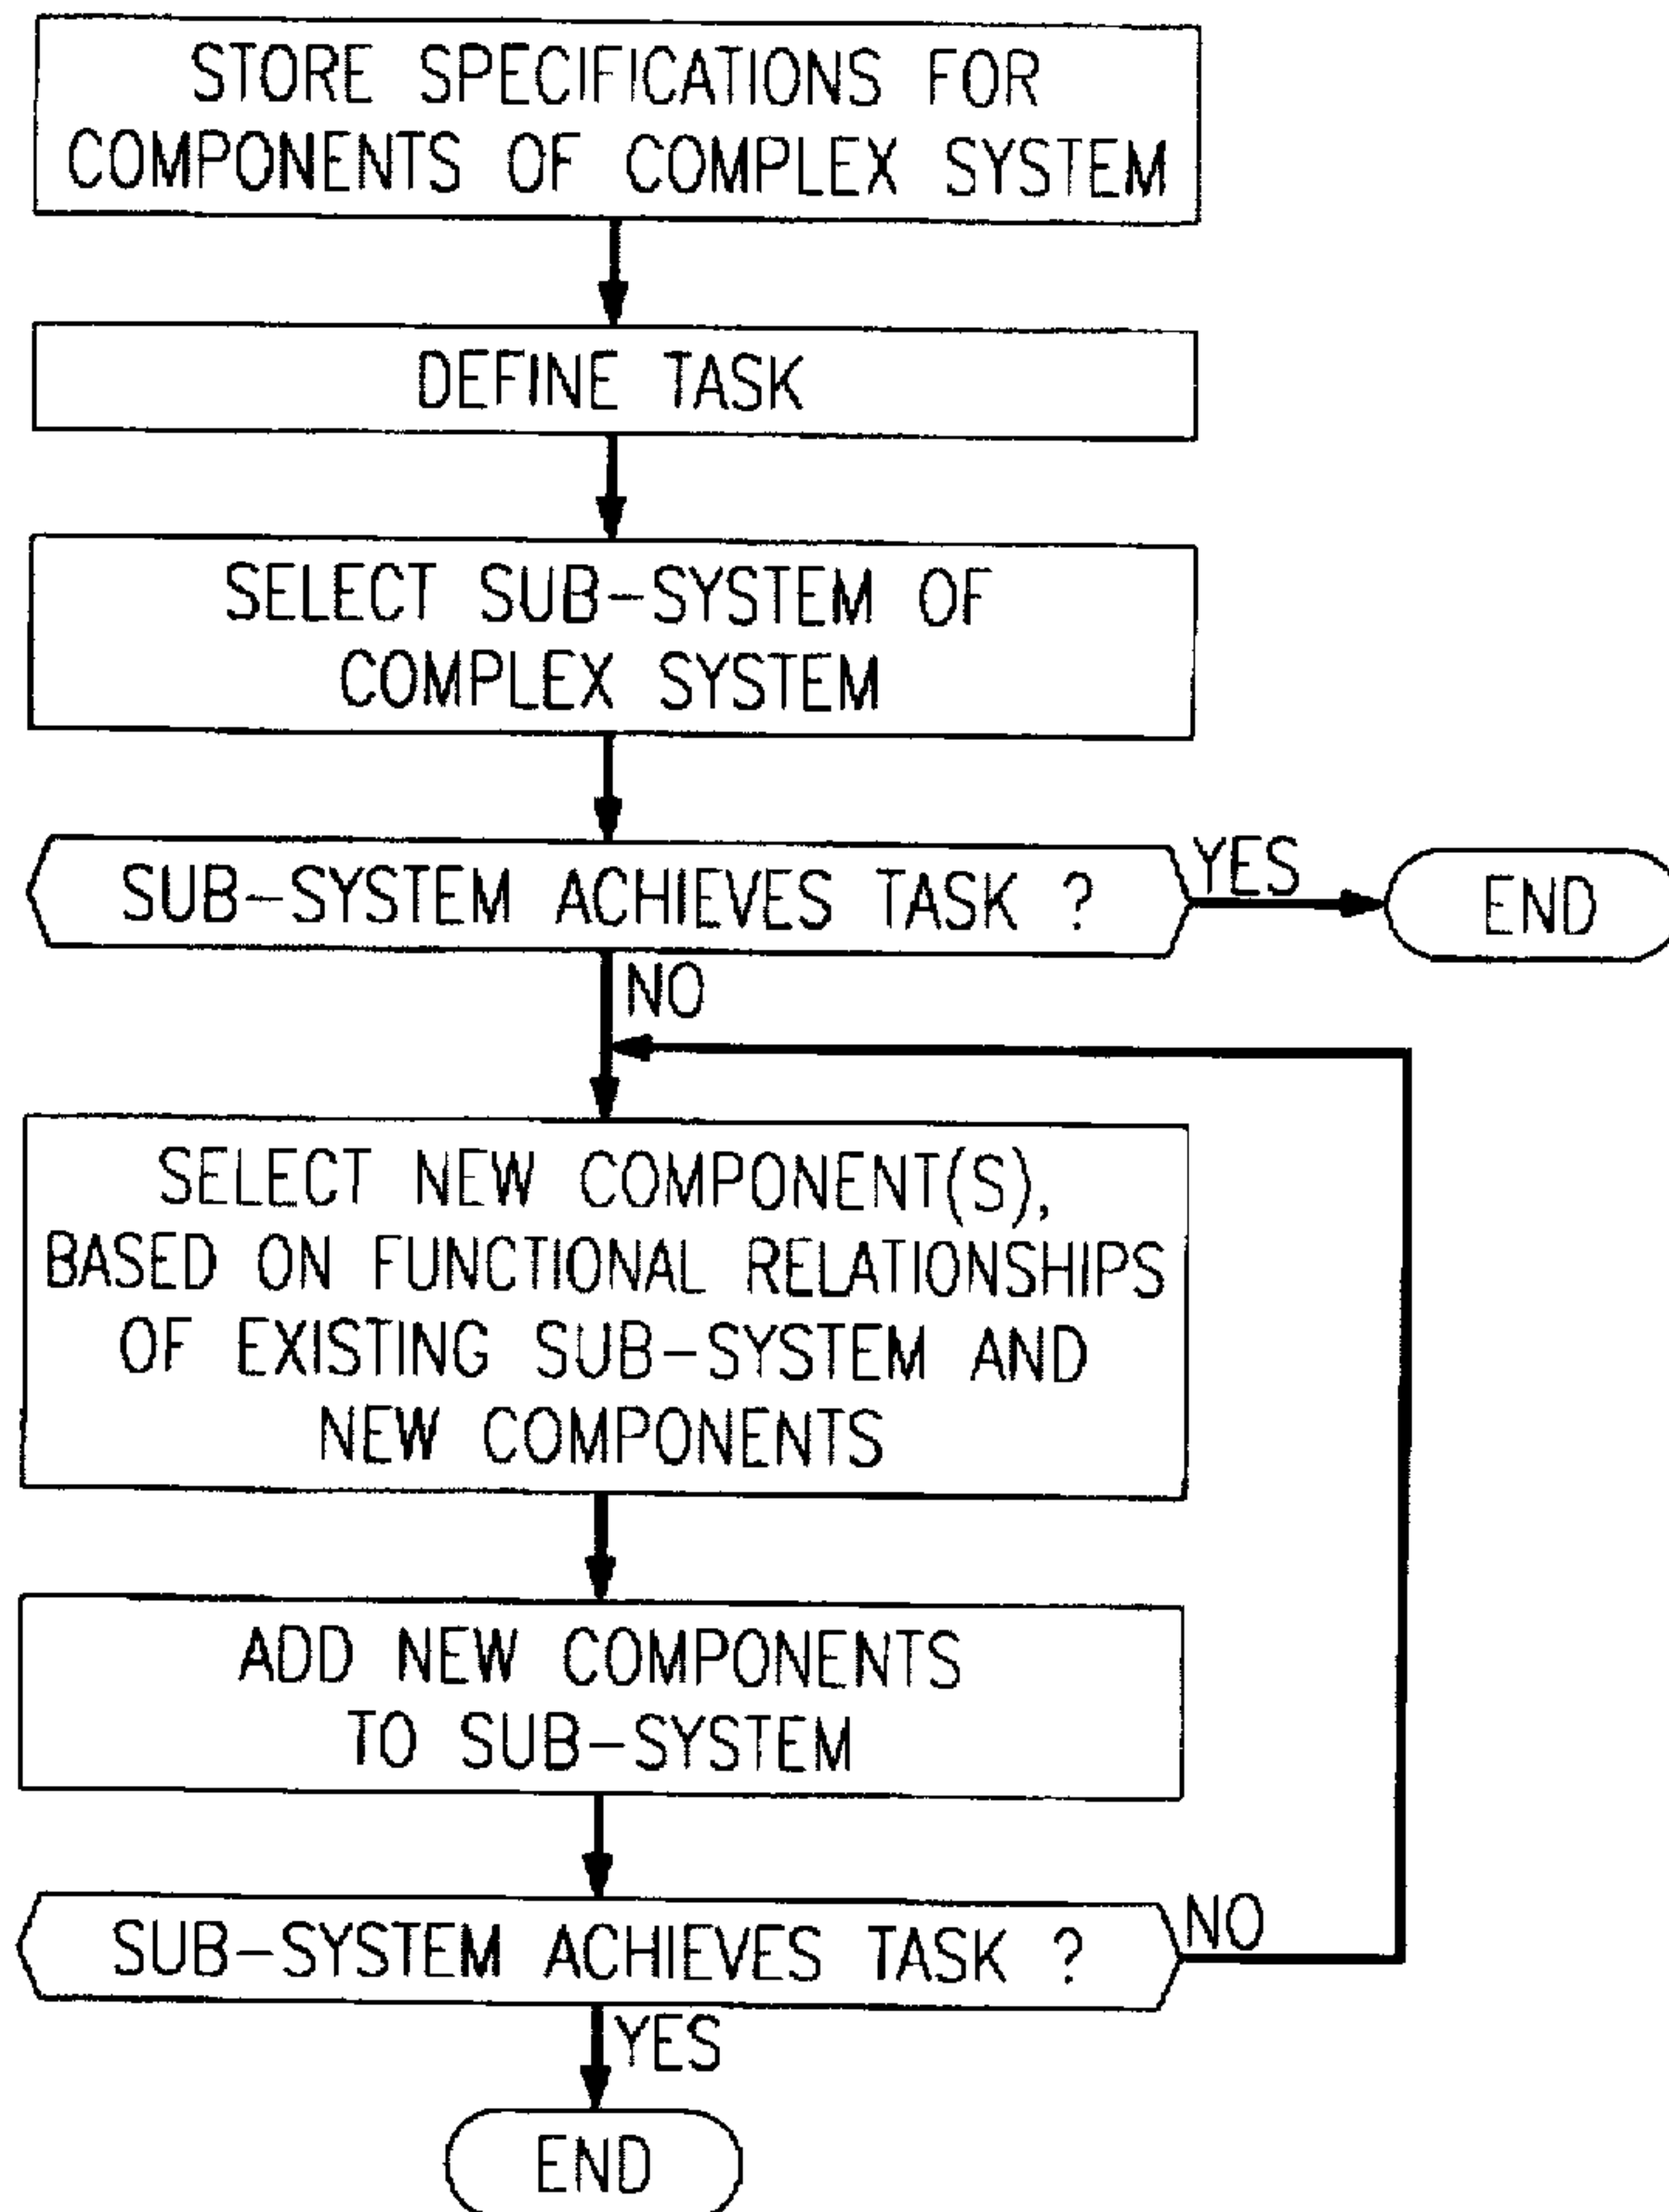 STORE SPECIFICATIONS FOR
COMPONENTS OF COMPLEX SYSTEM
DEFINE TASK
SELECT SUB-SYSTEM OF
COMPLEX SYSTEM
SUB-SYSTEM ACHIEVES TASK ?
YES
END
NO
SELECT NEW COMPONENT(S),
BASED ON FUNCTIONAL RELATIONSHIPS
OF EXISTING SUB-SYSTEM AND
NEW COMPONENTS
ADD NEW COMPONENTS
TO SUB-SYSTEM
SUB-SYSTEM ACHIEVES TASK ?
NO
YES
END